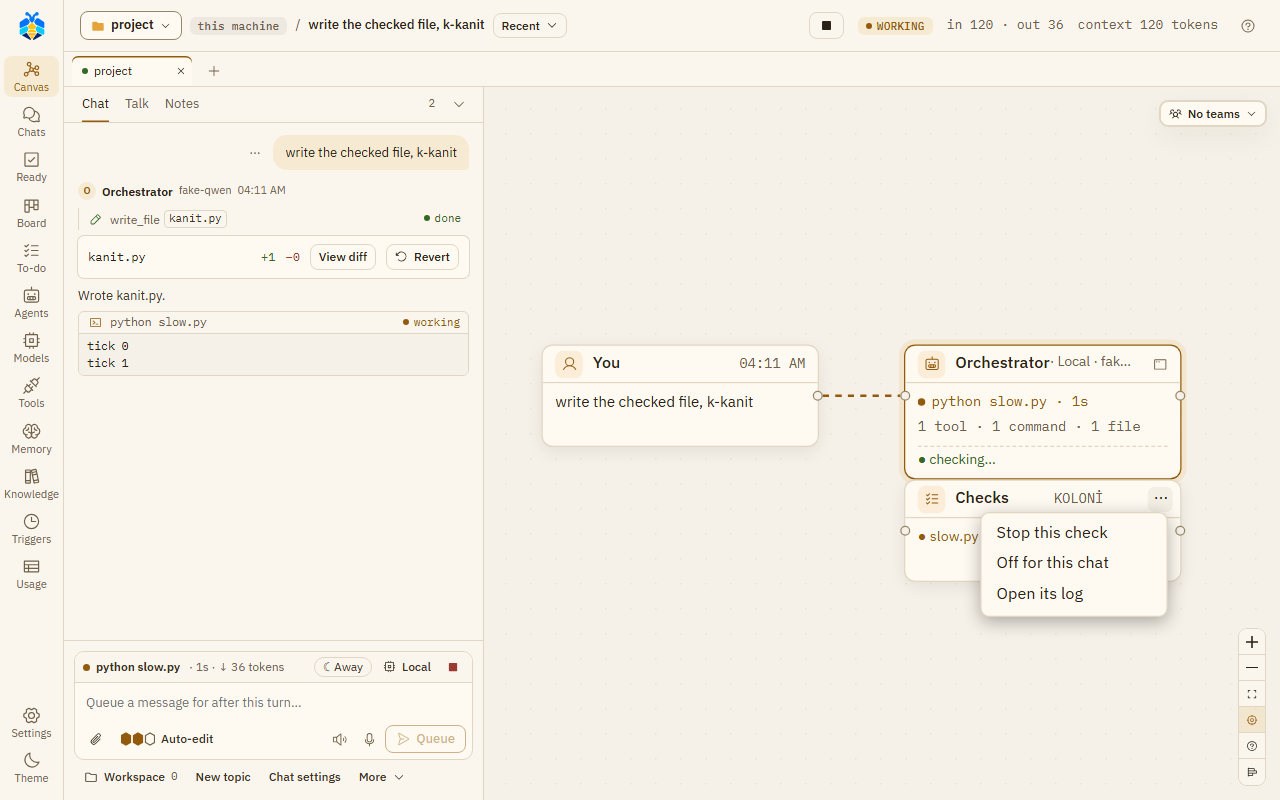 project
this machine
/
write the checked file, k-kanit
Recent
WORKING
in 120 · out 36
context 120 tokens
Canvas
Chats
Ready
Board
To-do
Agents
Models
Tools
Memory
Knowledge
Triggers
Usage
Settings
Theme
project
Chat
Talk
Notes
2
write the checked file, k-kanit
O
Orchestrator
fake-qwen
04:11 AM
write_file
kanit.py
done
kanit.py
+1 −0
View diff
Revert
Wrote kanit.py.
python slow.py
working
tick 0
tick 1
python slow.py
· 1s · ↓ 36 tokens
Away
Local
Queue a message for after this turn…
Auto-edit
Queue
Workspace 0
New topic
Chat settings
More
No teams
You
04:11 AM
write the checked file, k-kanit
Orchestrator
· Local · fak…
python slow.py · 1s
1 tool · 1 command · 1 file
checking…
Checks
KOLONİ
slow.py
Stop this check
Off for this chat
Open its log